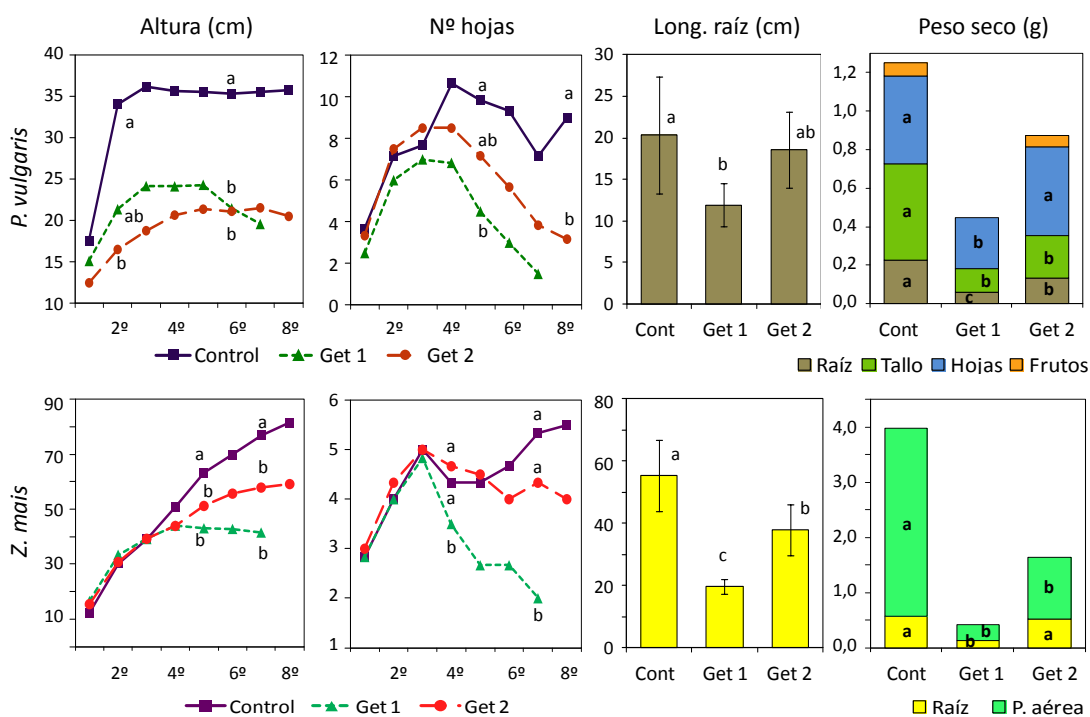 Altura (cm)
Nº hojas
Long. raíz (cm)
Peso seco (g)
P. vulgaris
40
35
30
25
20
15
10
a
a
ab
b
b
b
2º 4º 6º 8º
12
10
8
6
4
2
0
a
a
ab
b
b
2º 4º 6º 8º
Control Get 1 Get 2
30
25
20
15
10
5
0
a
b
ab
Cont Get 1 Get 2
1,2
1,0
0,8
0,6
0,4
0,2
0,0
a
a
a
b
b
c
a
b
b
Cont Get 1 Get 2
Raíz Tallo Hojas Frutos
Z. mais
90
70
50
30
10
a
a
b
b
b
b
2º 4º 6º 8º
6
5
4
3
2
1
a
a
a
a
b
b
2º 4º 6º 8º
Control Get 1 Get 2
80
60
40
20
0
a
c
b
Cont Get 1 Get 2
4,0
3,0
2,0
1,0
0,0
a
a
b
b
b
a
Cont Get 1 Get 2
Raíz P. aérea